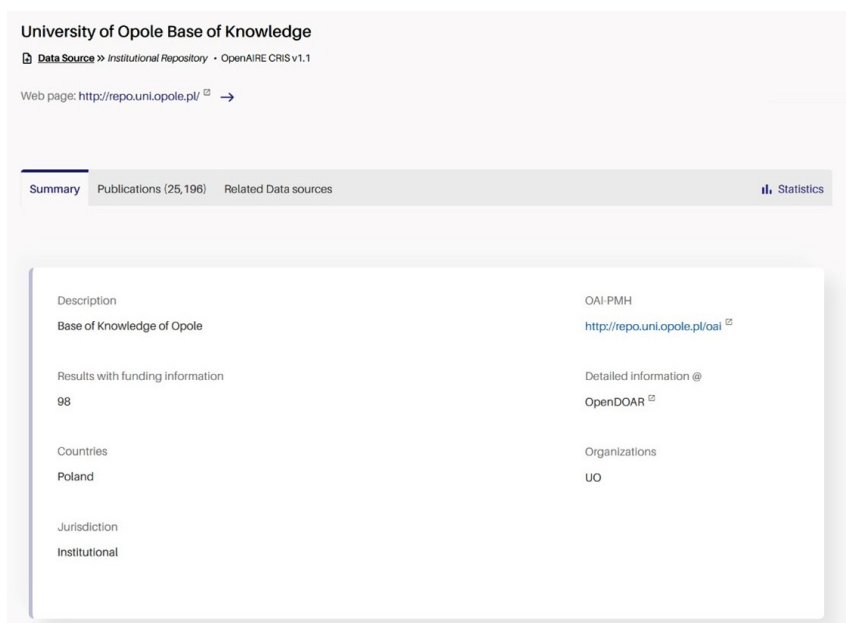 University of Opole Base of Knowledge
Data Source » Institutional Repository • OpenAIRE CRIS v1.1
Web page: http://repo.uni.opole.pl/ →
Summary Publications (25,196) Related Data sources Statistics
Description OAI-PMH
Base of Knowledge of Opole http://repo.uni.opole.pl/oai
Results with funding information Detailed information @
98 OpenDOAR
Countries Organizations
Poland UO
Jurisdiction
Institutional